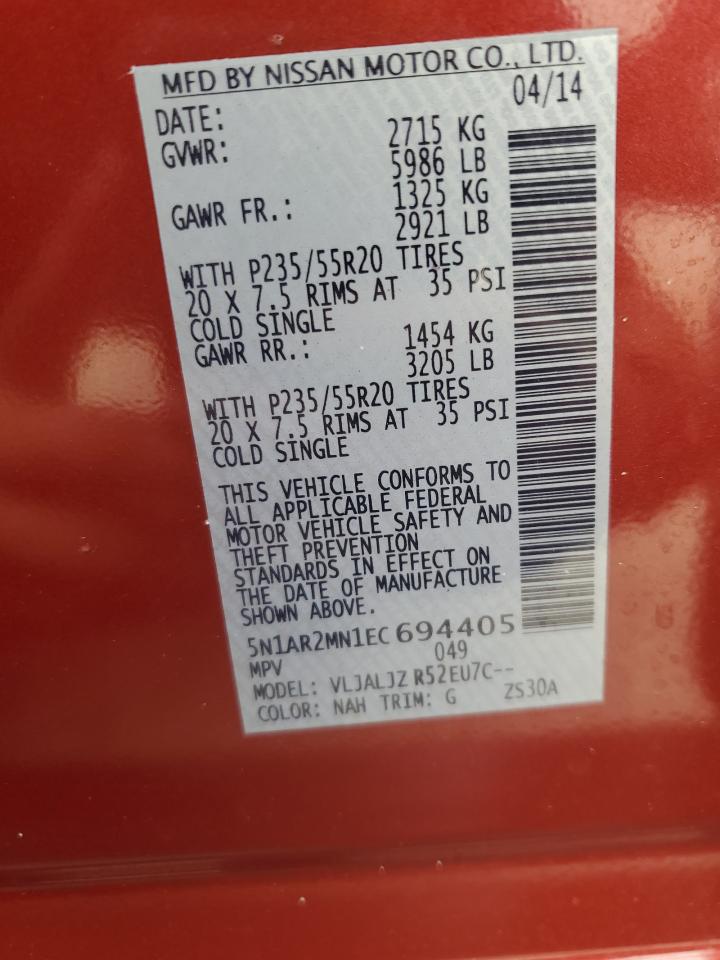 MFD BY NISSAN MOTOR CO., LTD.
DATE: 04/14
GVWR: 2715 KG
5986 LB
GAWR FR.: 1325 KG
2921 LB
WITH P235/55R20 TIRES
20 X 7.5 RIMS AT 35 PSI
COLD SINGLE
GAWR RR.: 1454 KG
3205 LB
WITH P235/55R20 TIRES
20 X 7.5 RIMS AT 35 PSI
COLD SINGLE
THIS VEHICLE CONFORMS TO
ALL APPLICABLE FEDERAL
MOTOR VEHICLE SAFETY AND
THEFT PREVENTION
STANDARDS IN EFFECT ON
THE DATE OF MANUFACTURE
SHOWN ABOVE.
5N1AR2MN1EC 694405
MPV 049
MODEL: VLJALJZ R52EU7C--
COLOR: NAH TRIM: G ZS30A